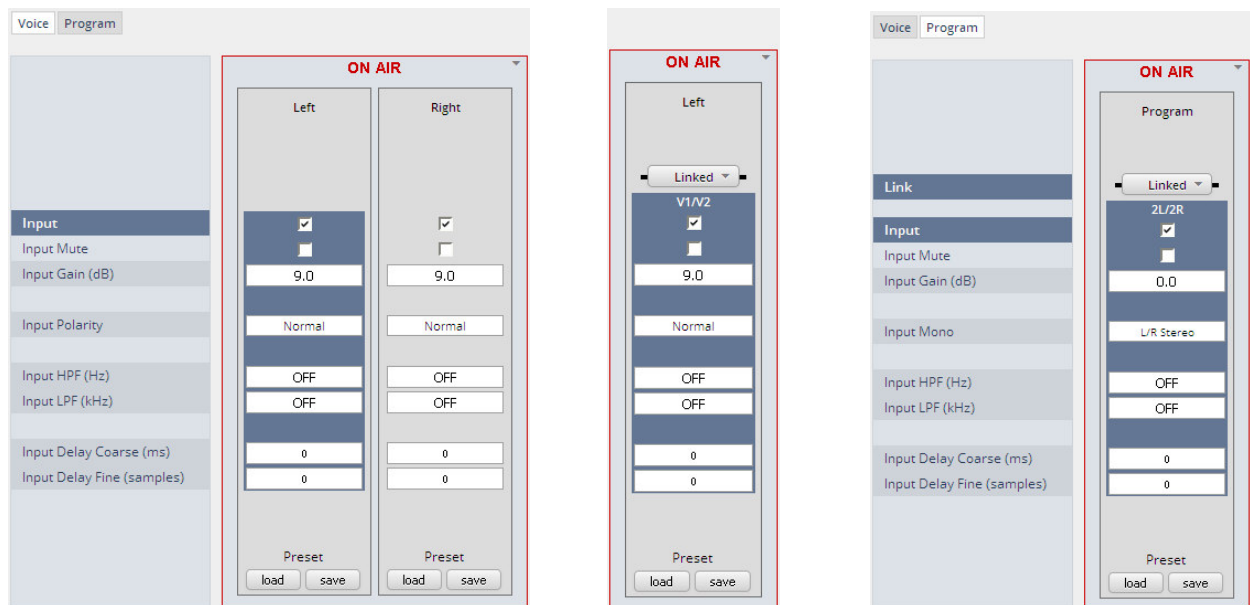 Voice Program
ON AIR
Left Right
Input
Input Mute
Input Gain (dB) 9.0 9.0
Input Polarity Normal Normal
Input HPF (Hz) OFF OFF
Input LPF (kHz) OFF OFF
Input Delay Coarse (ms) 0 0
Input Delay Fine (samples) 0 0
Preset Preset
load save load save
ON AIR
Left
Linked
V1/V2
9.0
Normal
OFF
OFF
0
0
Preset
load save
Voice Program
ON AIR
Program
Link Linked
2L/2R
Input
Input Mute
Input Gain (dB) 0.0
Input Mono L/R Stereo
Input HPF (Hz) OFF
Input LPF (kHz) OFF
Input Delay Coarse (ms) 0
Input Delay Fine (samples) 0
Preset
load save